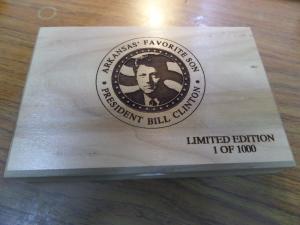 ARKANSAS' FAVORITE SON
PRESIDENT BILL CLINTON
LIMITED EDITION
1 OF 1000